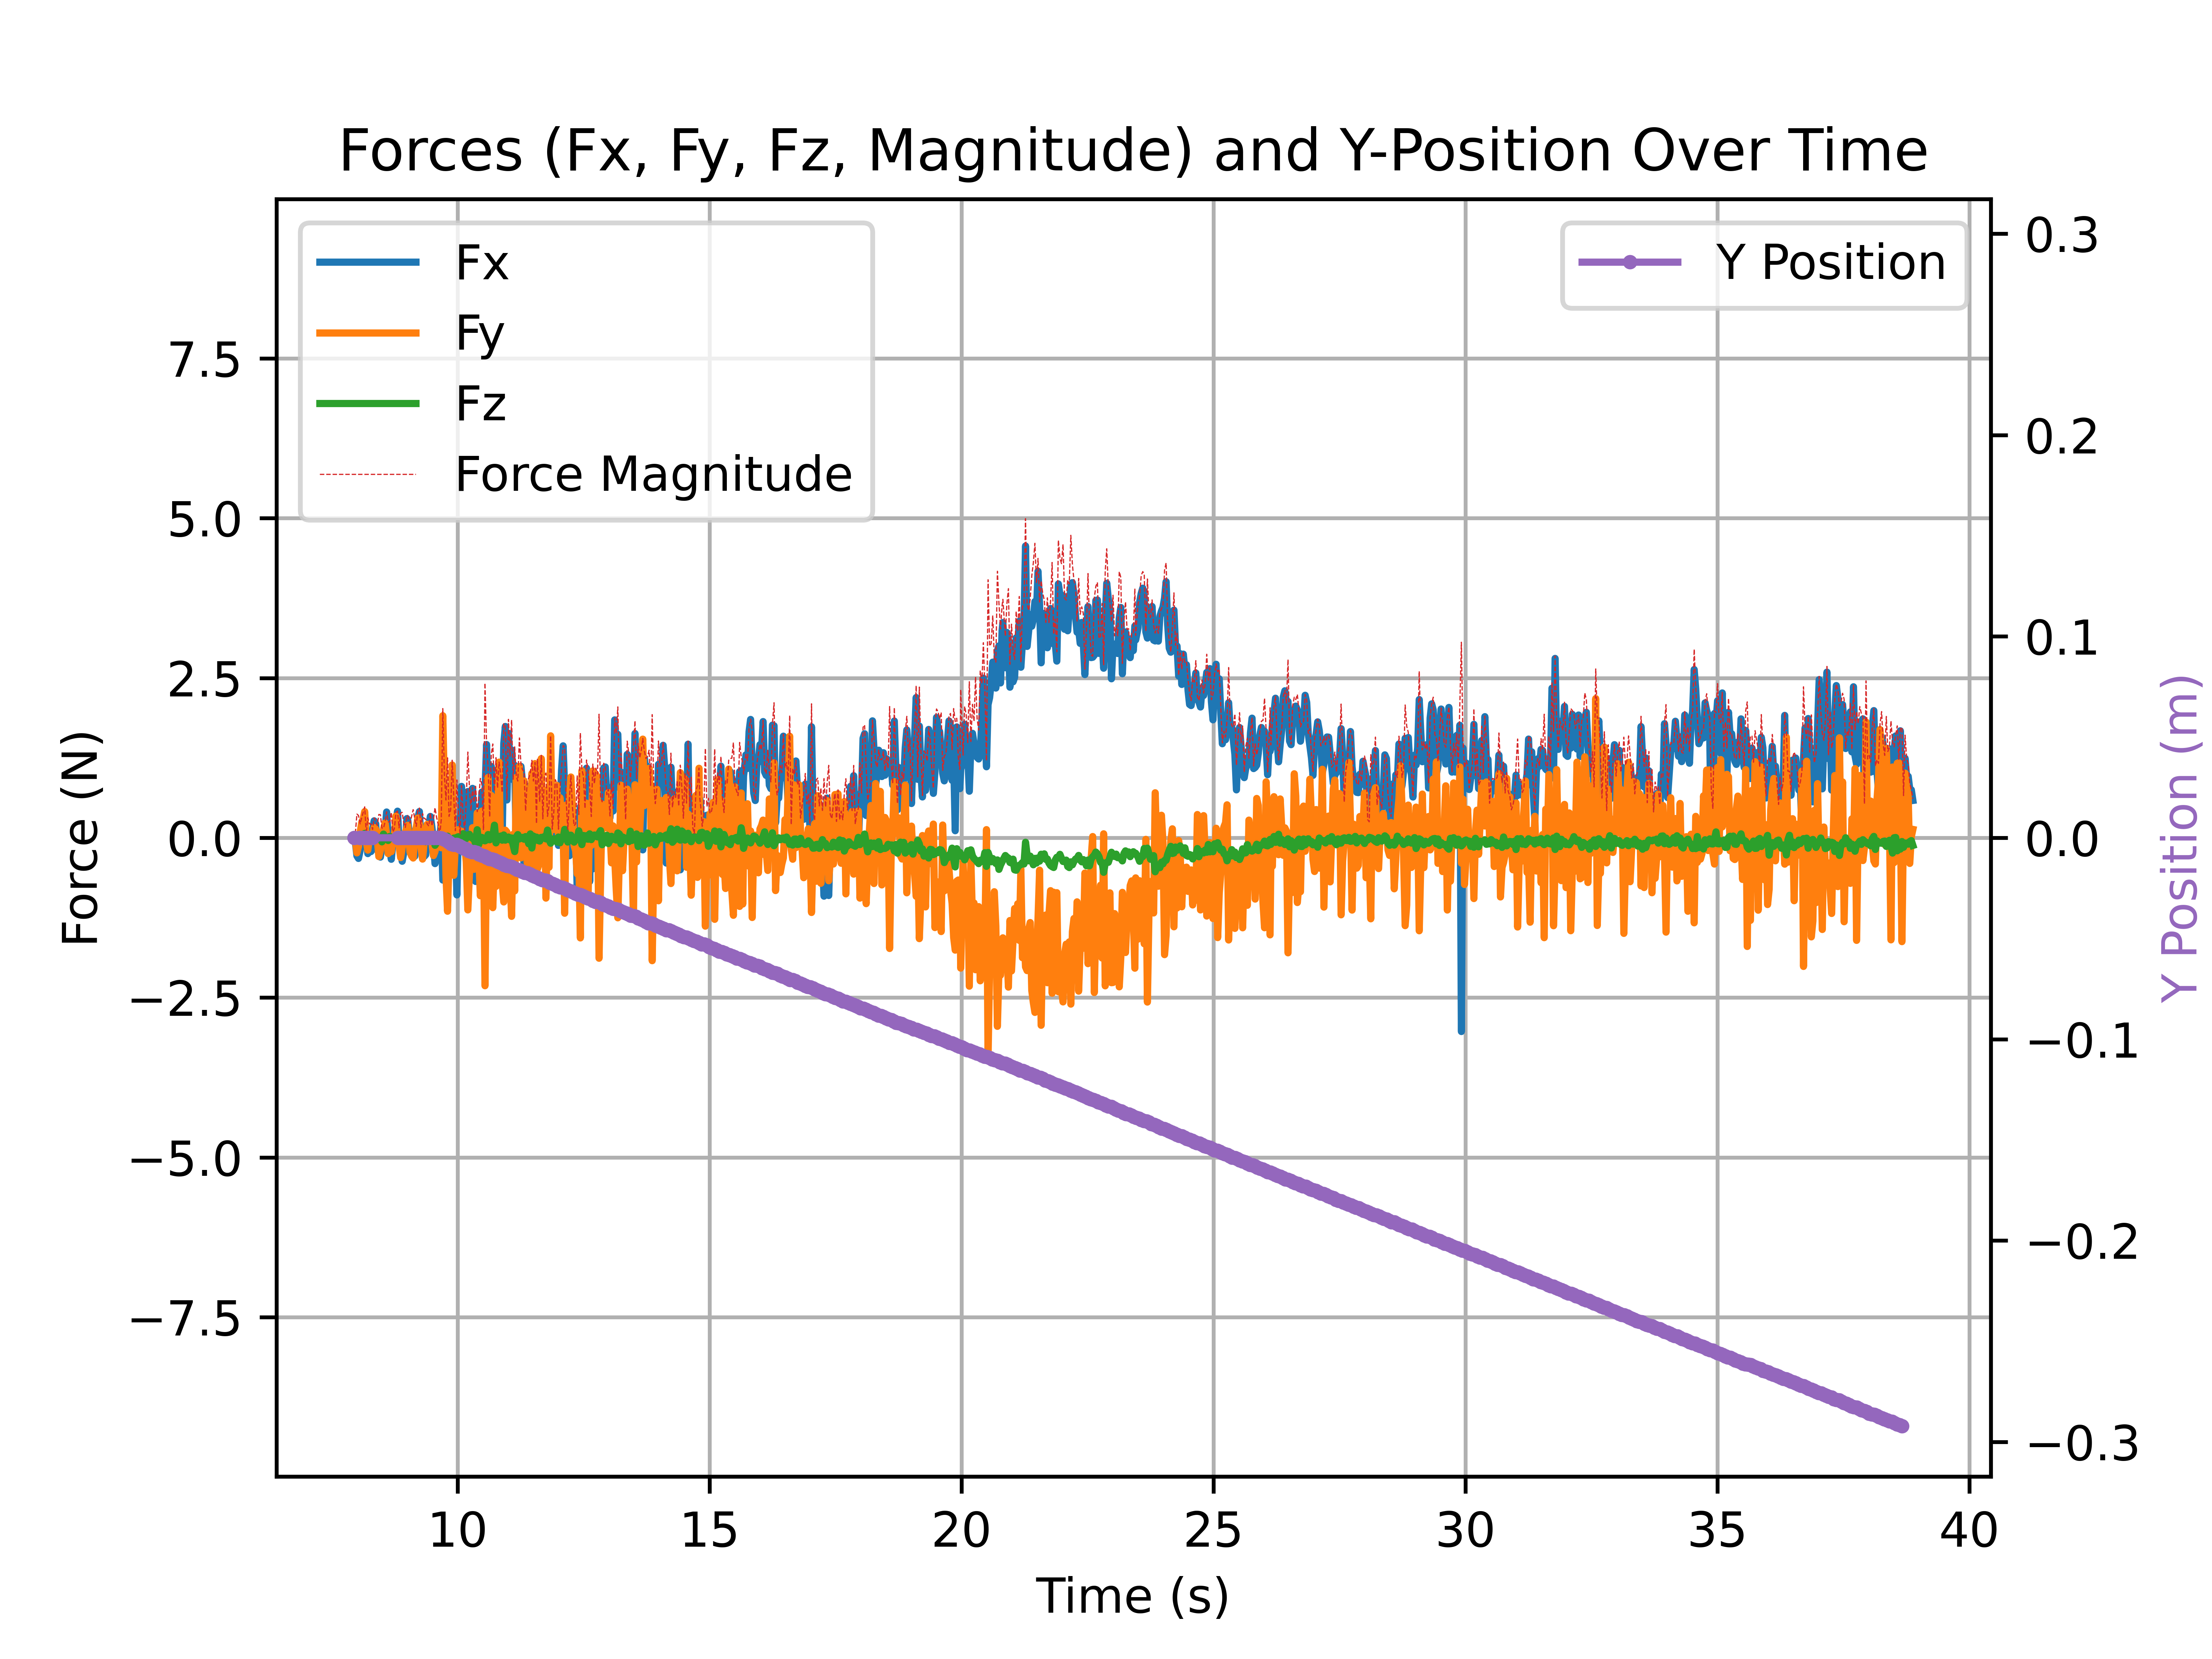 Forces (Fx, Fy, Fz, Magnitude) and Y-Position Over Time
Fx
Fy
Fz
Force Magnitude
Y Position
7.5
5.0
2.5
0.0
−2.5
−5.0
−7.5
Force (N)
0.3
0.2
0.1
0.0
−0.1
−0.2
−0.3
Y Position (m)
10 15 20 25 30 35 40
Time (s)